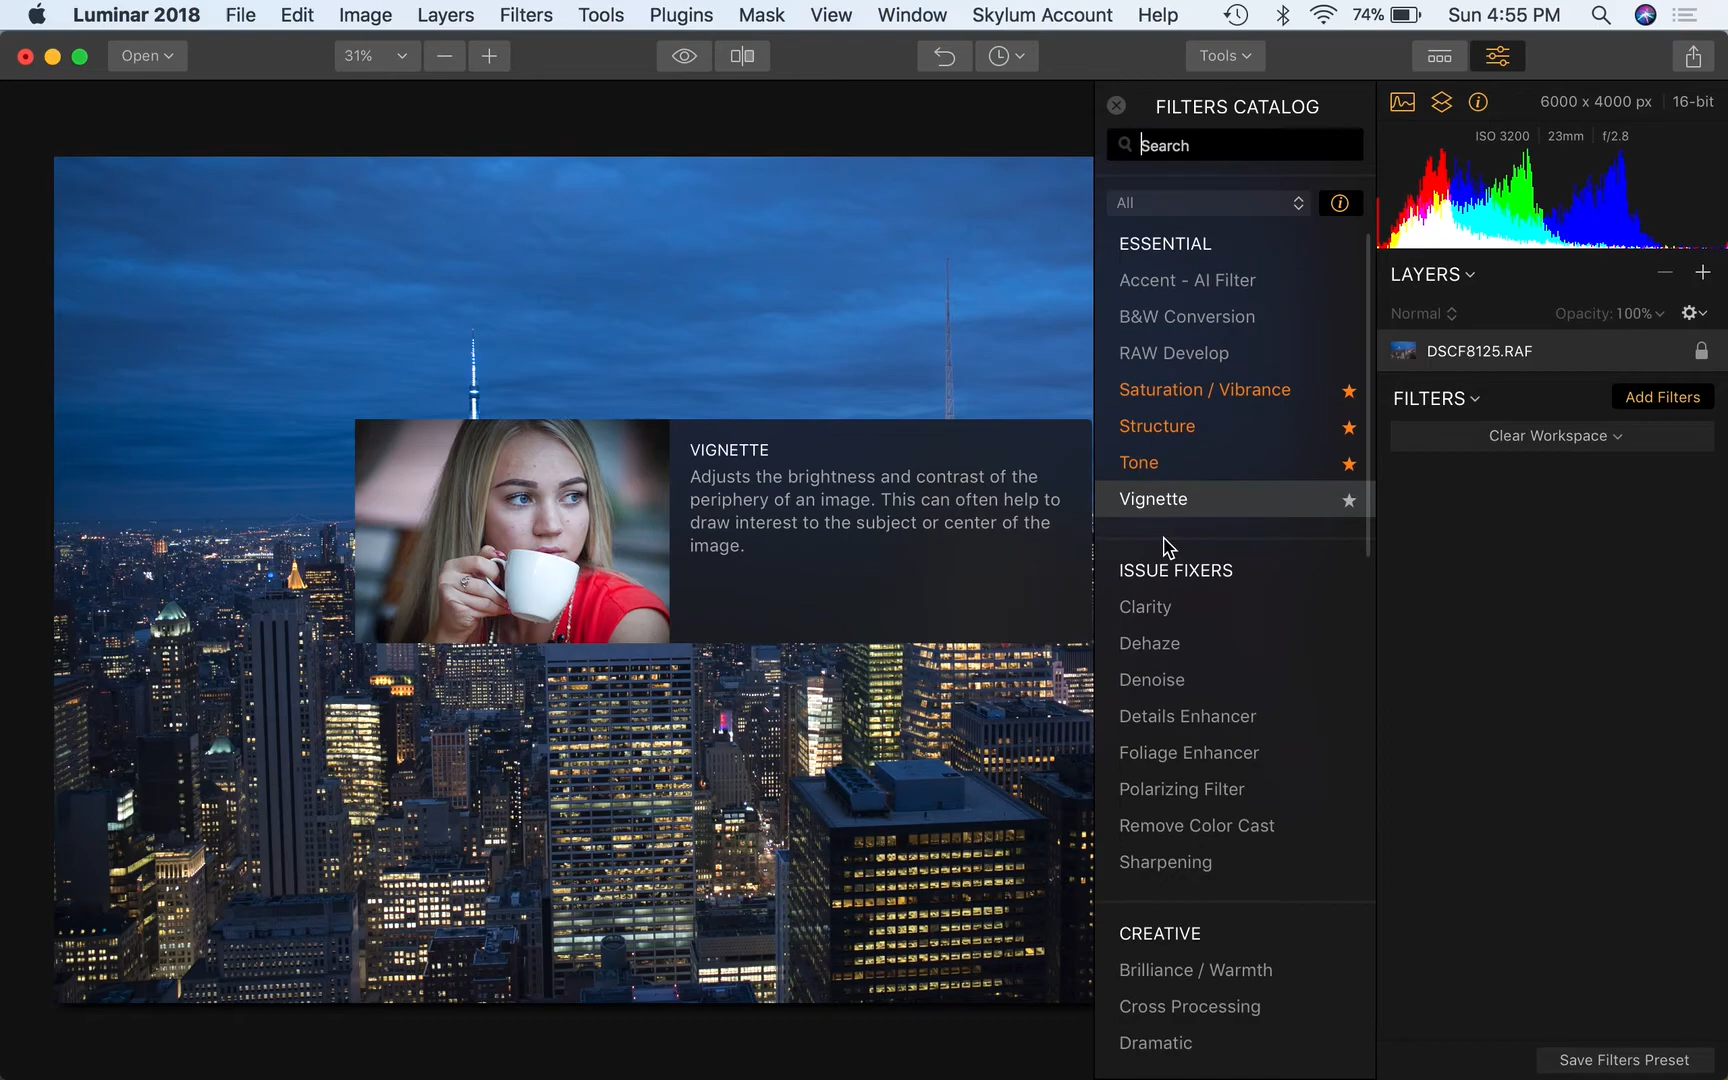 Luminar 2018 File Edit Image Layers Filters Tools Plugins Mask View Window Skylum Account Help 74% Sun 4:55 PM
Open 31% Tools
FILTERS CATALOG
Search
All
ESSENTIAL
Accent - AI Filter
B&W Conversion
RAW Develop
Saturation / Vibrance
Structure
Tone
Vignette
ISSUE FIXERS
Clarity
Dehaze
Denoise
Details Enhancer
Foliage Enhancer
Polarizing Filter
Remove Color Cast
Sharpening
CREATIVE
Brilliance / Warmth
Cross Processing
Dramatic
VIGNETTE
Adjusts the brightness and contrast of the
periphery of an image. This can often help to
draw interest to the subject or center of the
image.
6000 x 4000 px 16-bit
ISO 3200 23mm f/2.8
LAYERS
Normal Opacity: 100%
DSCF8125.RAF
FILTERS Add Filters
Clear Workspace
Save Filters Preset